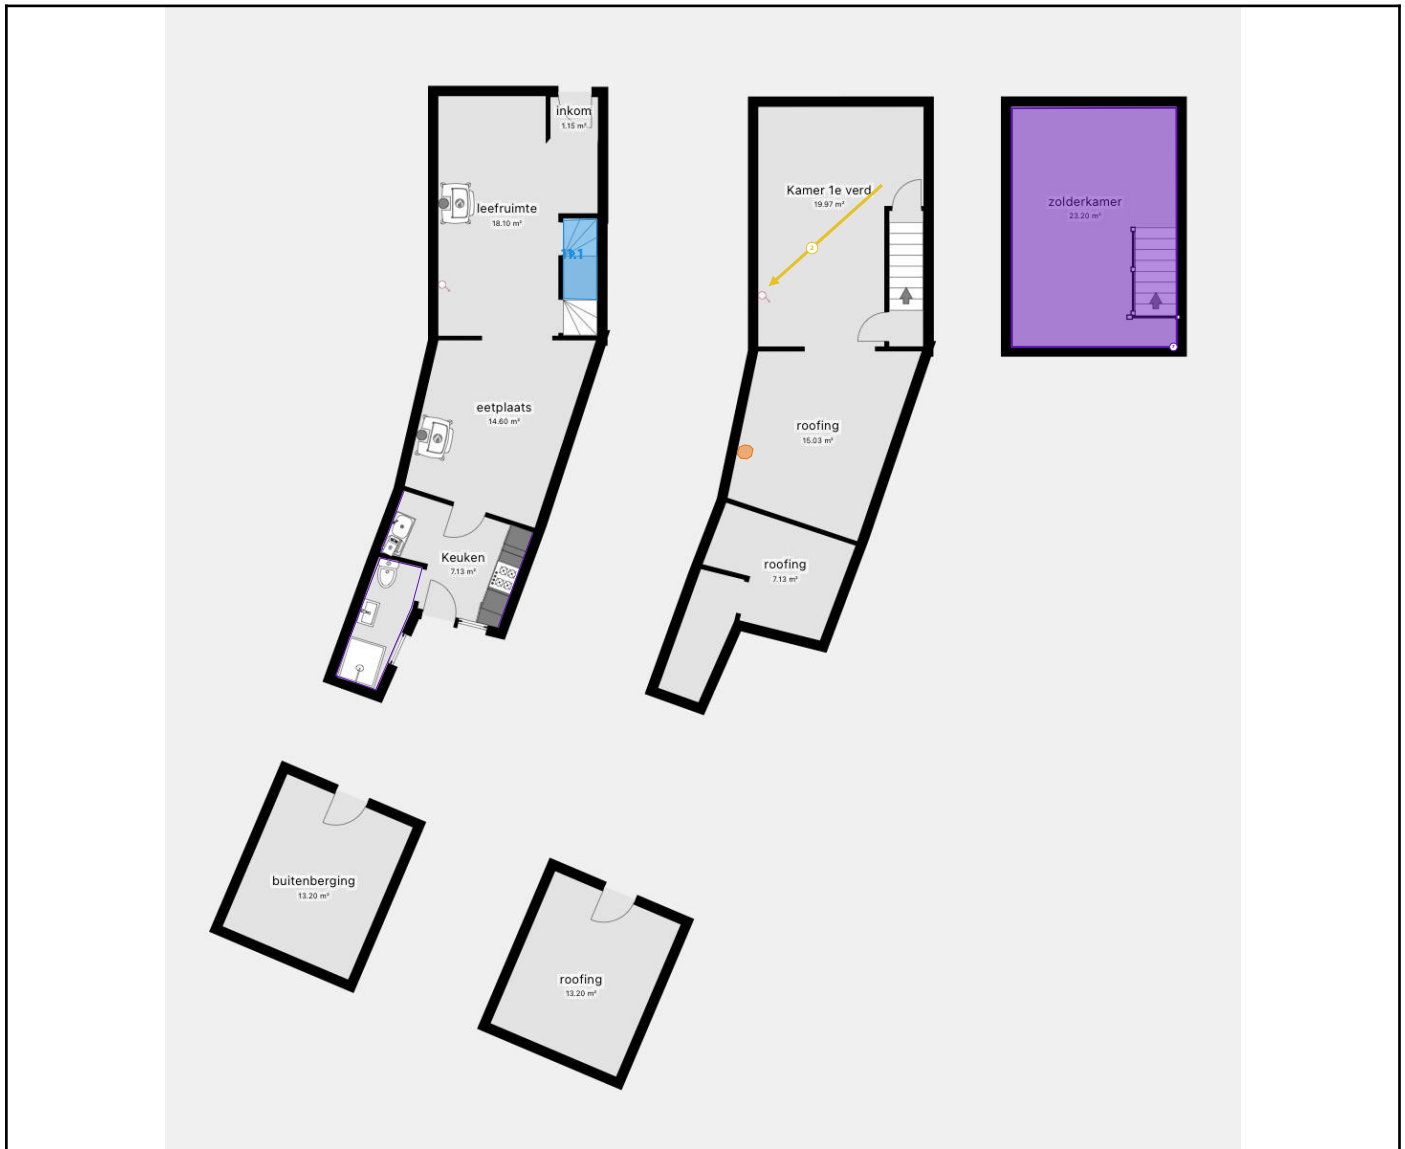 inkom
1.15 m²
leefruimte
18.10 m²
Kamer 1e verd
19.97 m²
zolderkamer
23.20 m²
eetplaats
14.60 m²
roofing
15.03 m²
Keuken
7.13 m²
roofing
7.13 m²
buitenberging
13.20 m²
roofing
13.20 m²